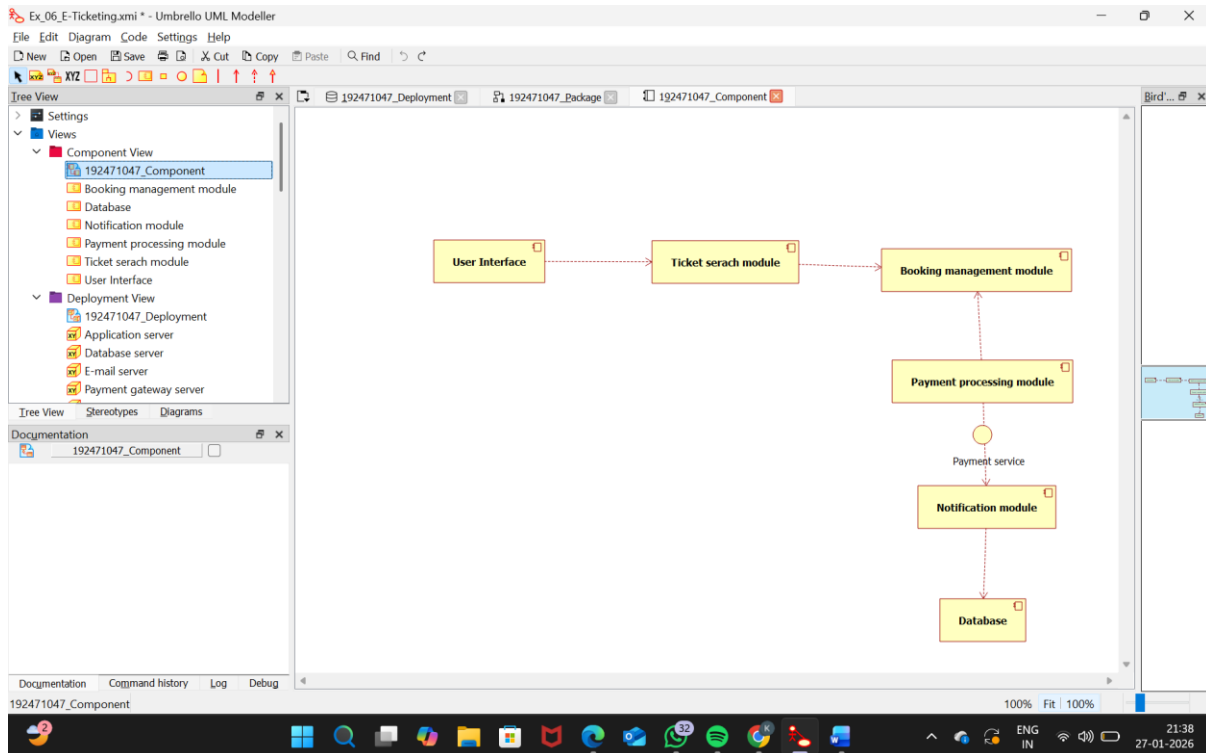 Ex_06_E-Ticketing.xmi * - Umbrello UML Modeller
File Edit Diagram Code Settings Help
New Open Save Cut Copy Paste Find
XYZ
Tree View
192471047_Deployment 192471047_Package 192471047_Component
Bird'...
Settings
Views
Component View
192471047_Component
Booking management module
Database
Notification module
Payment processing module
Ticket serach module
User Interface
Deployment View
192471047_Deployment
Application server
Database server
E-mail server
Payment gateway server
Tree View Stereotypes Diagrams
Documentation
192471047_Component
User Interface
Ticket serach module
Booking management module
Payment processing module
Payment service
Notification module
Database
Documentation Command history Log Debug
192471047_Component
100% Fit 100%
2
32
K
ENG
IN
21:38
27-01-2026